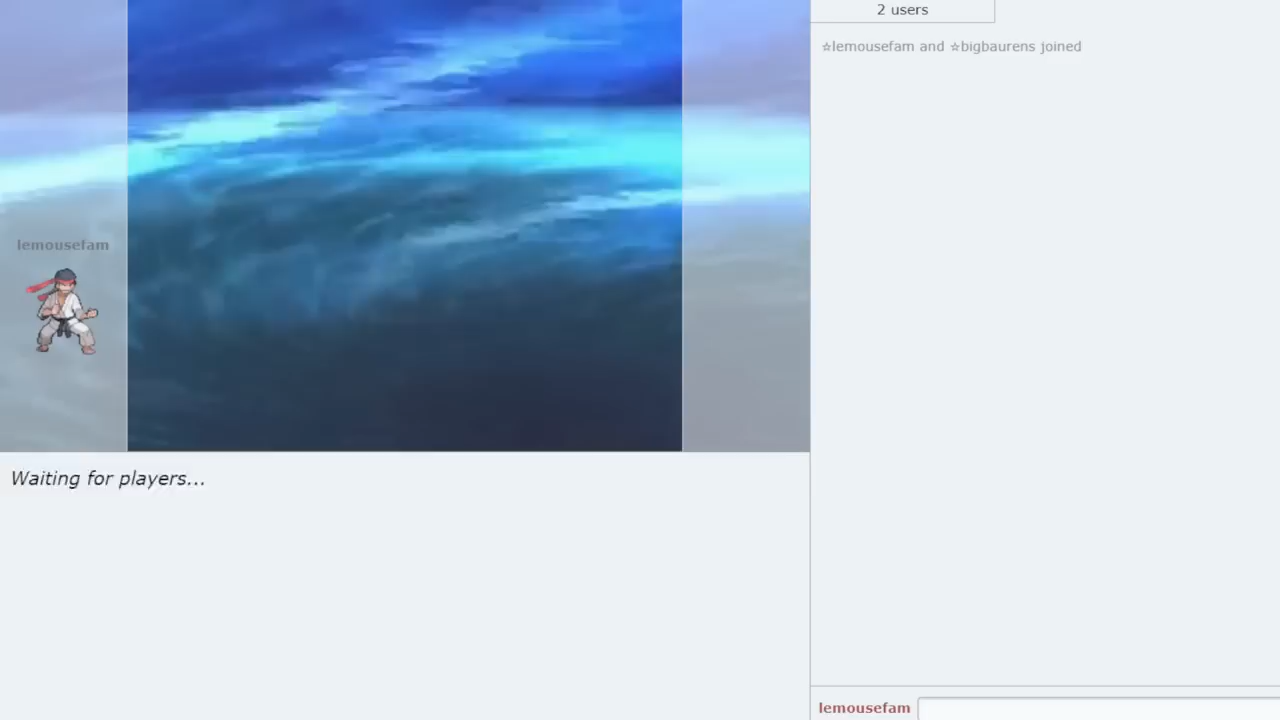 2 users
☆lemousefam and ☆bigbaurens joined
lemousefam
Waiting for players...
lemousefam